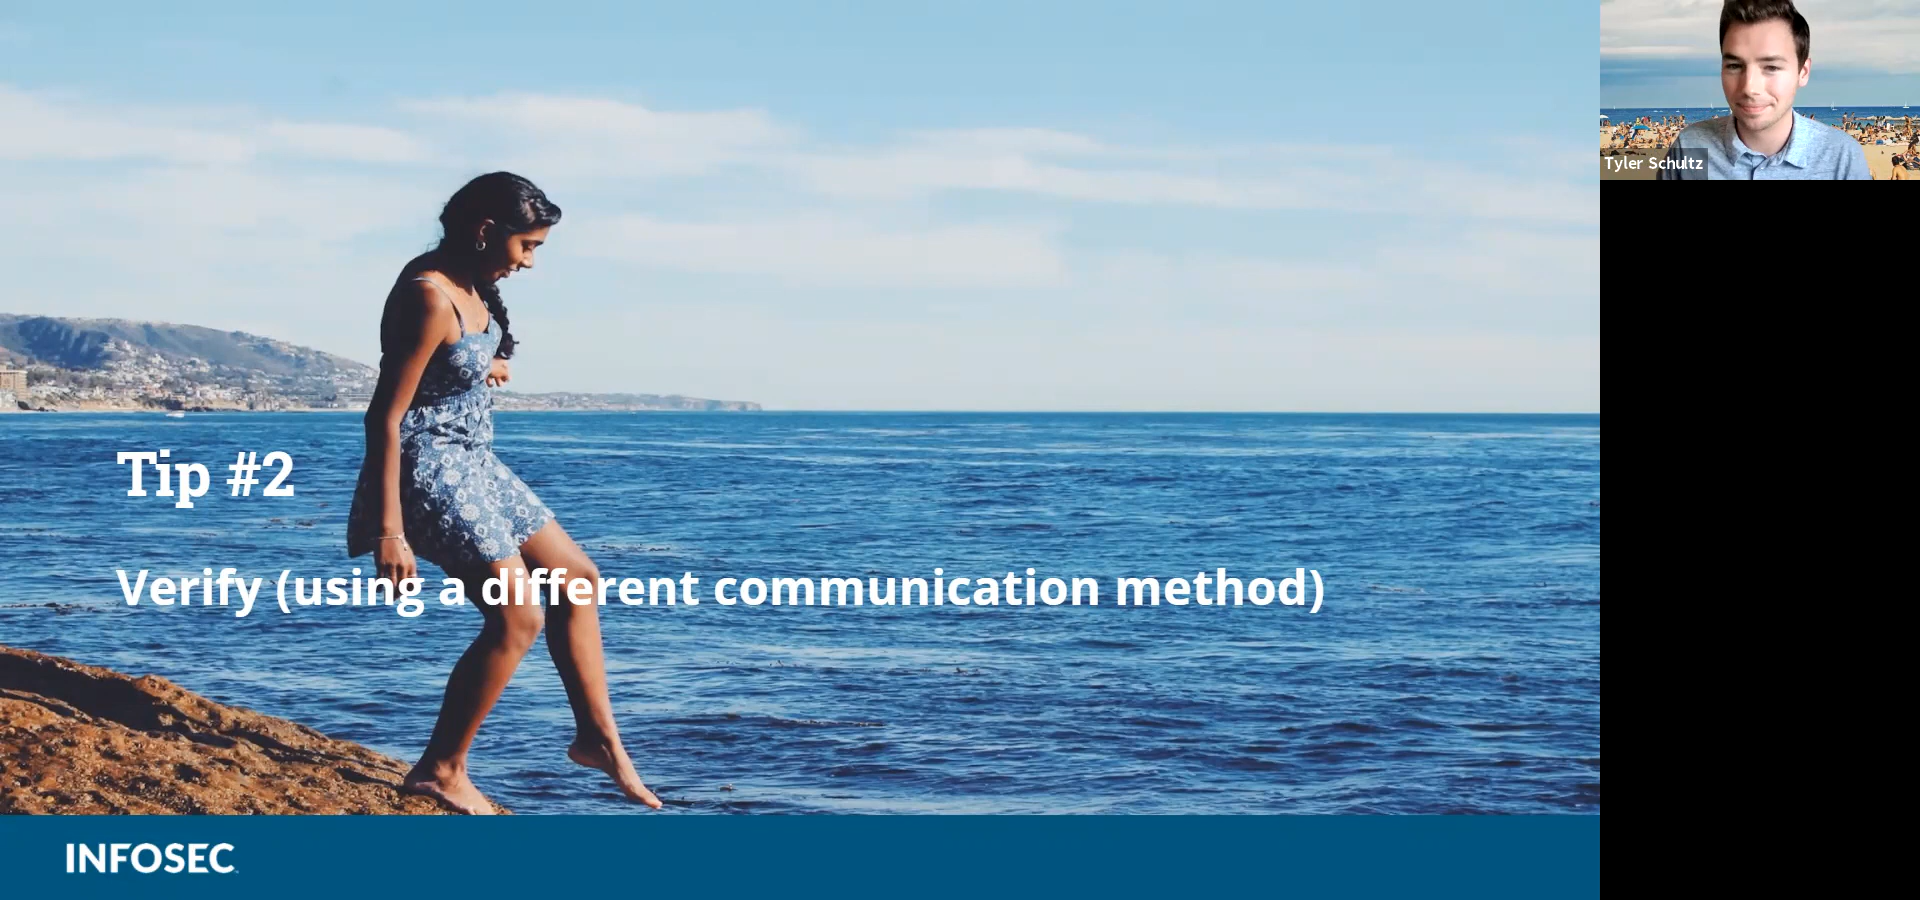 Tyler Schultz
Tip #2
Verify (using a different communication method)
INFOSEC